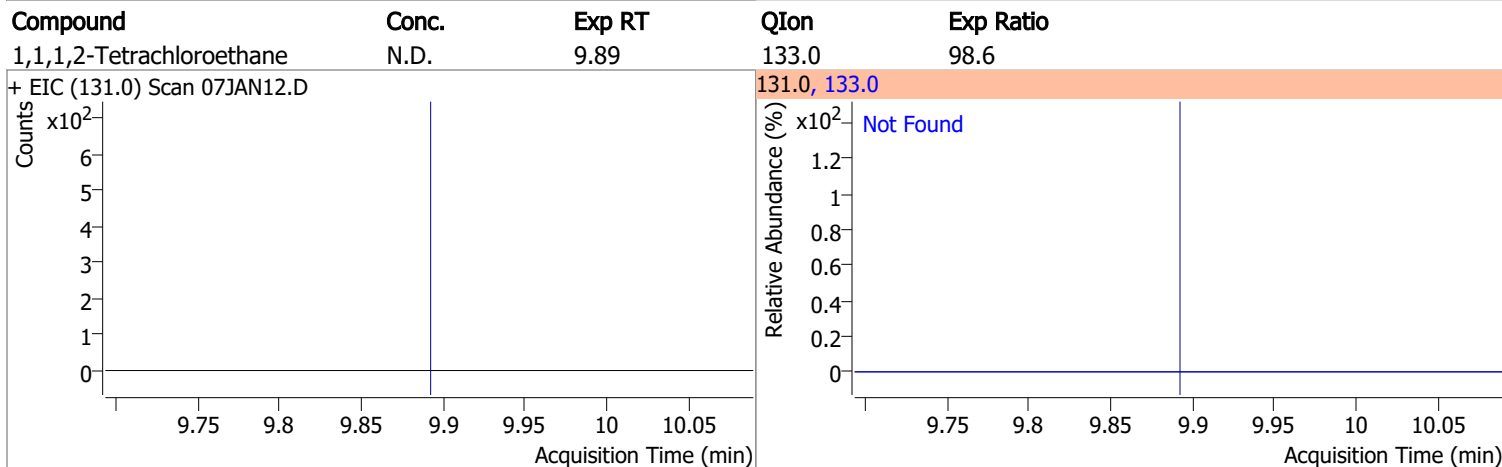 Compound Conc. Exp RT QIon Exp Ratio
1,1,1,2-Tetrachloroethane N.D. 9.89 133.0 98.6
+ EIC (131.0) Scan 07JAN12.D
Counts
x102
6
5
4
3
2
1
0
9.75 9.8 9.85 9.9 9.95 10 10.05
Acquisition Time (min)
131.0, 133.0
Relative Abundance (%)
x102
Not Found
1.2
1
0.8
0.6
0.4
0.2
0
9.75 9.8 9.85 9.9 9.95 10 10.05
Acquisition Time (min)